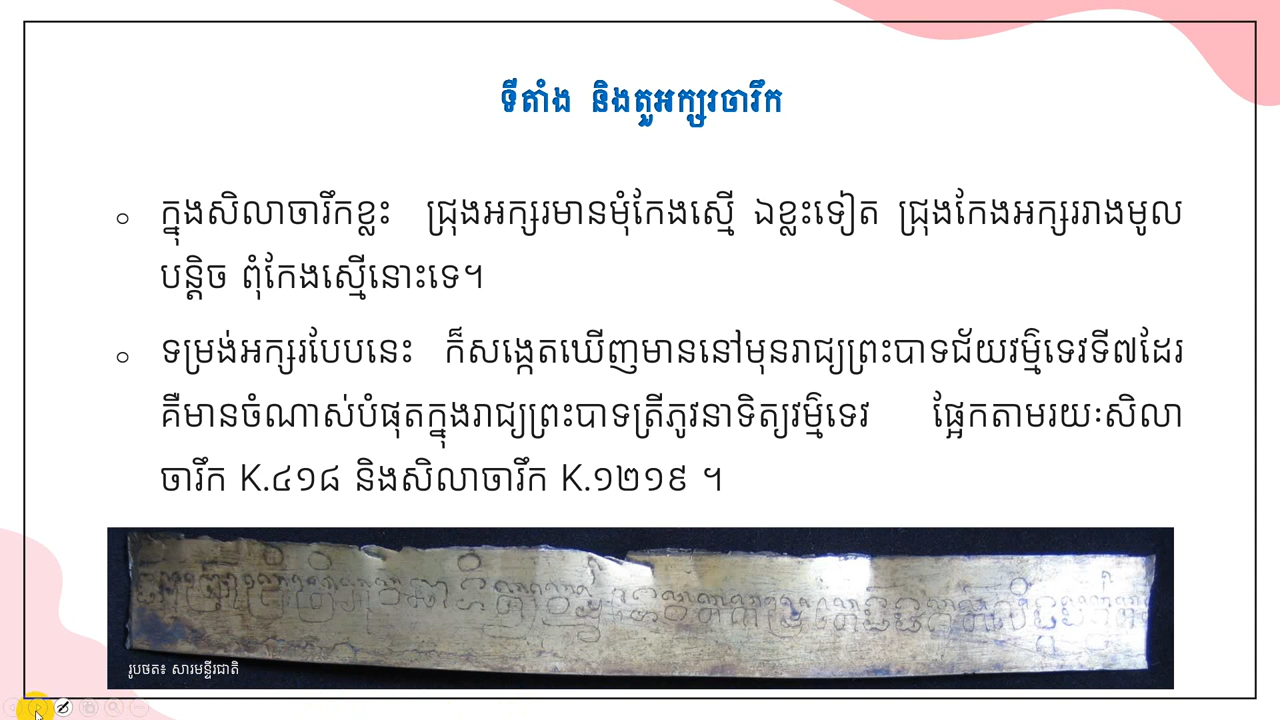 ទីតាំង និងតួអក្សរចារឹក
ក្នុងសិលាចារឹកខ្លះ ជ្រុងអក្សរមានមុំកែងស្មើ ឯខ្លះទៀត ជ្រុងកែងអក្សររាងមូល
បន្តិច ពុំកែងស្មើនោះទេ។
ទម្រង់អក្សរបែបនេះ ក៏សង្កេតឃើញមាននៅមុនរាជ្យព្រះបាទជ័យវម៌្មទេវទី៧ដែរ
គឺមានចំណាស់បំផុតក្នុងរាជ្យព្រះបាទត្រីភូវនាទិត្យវម៌្មទេវ ផ្អែកតាមរយៈសិលា
ចារឹក K.៤១៨ និងសិលាចារឹក K.១២១៩ ។
រូបថត៖ សារមន្ទីរជាតិ